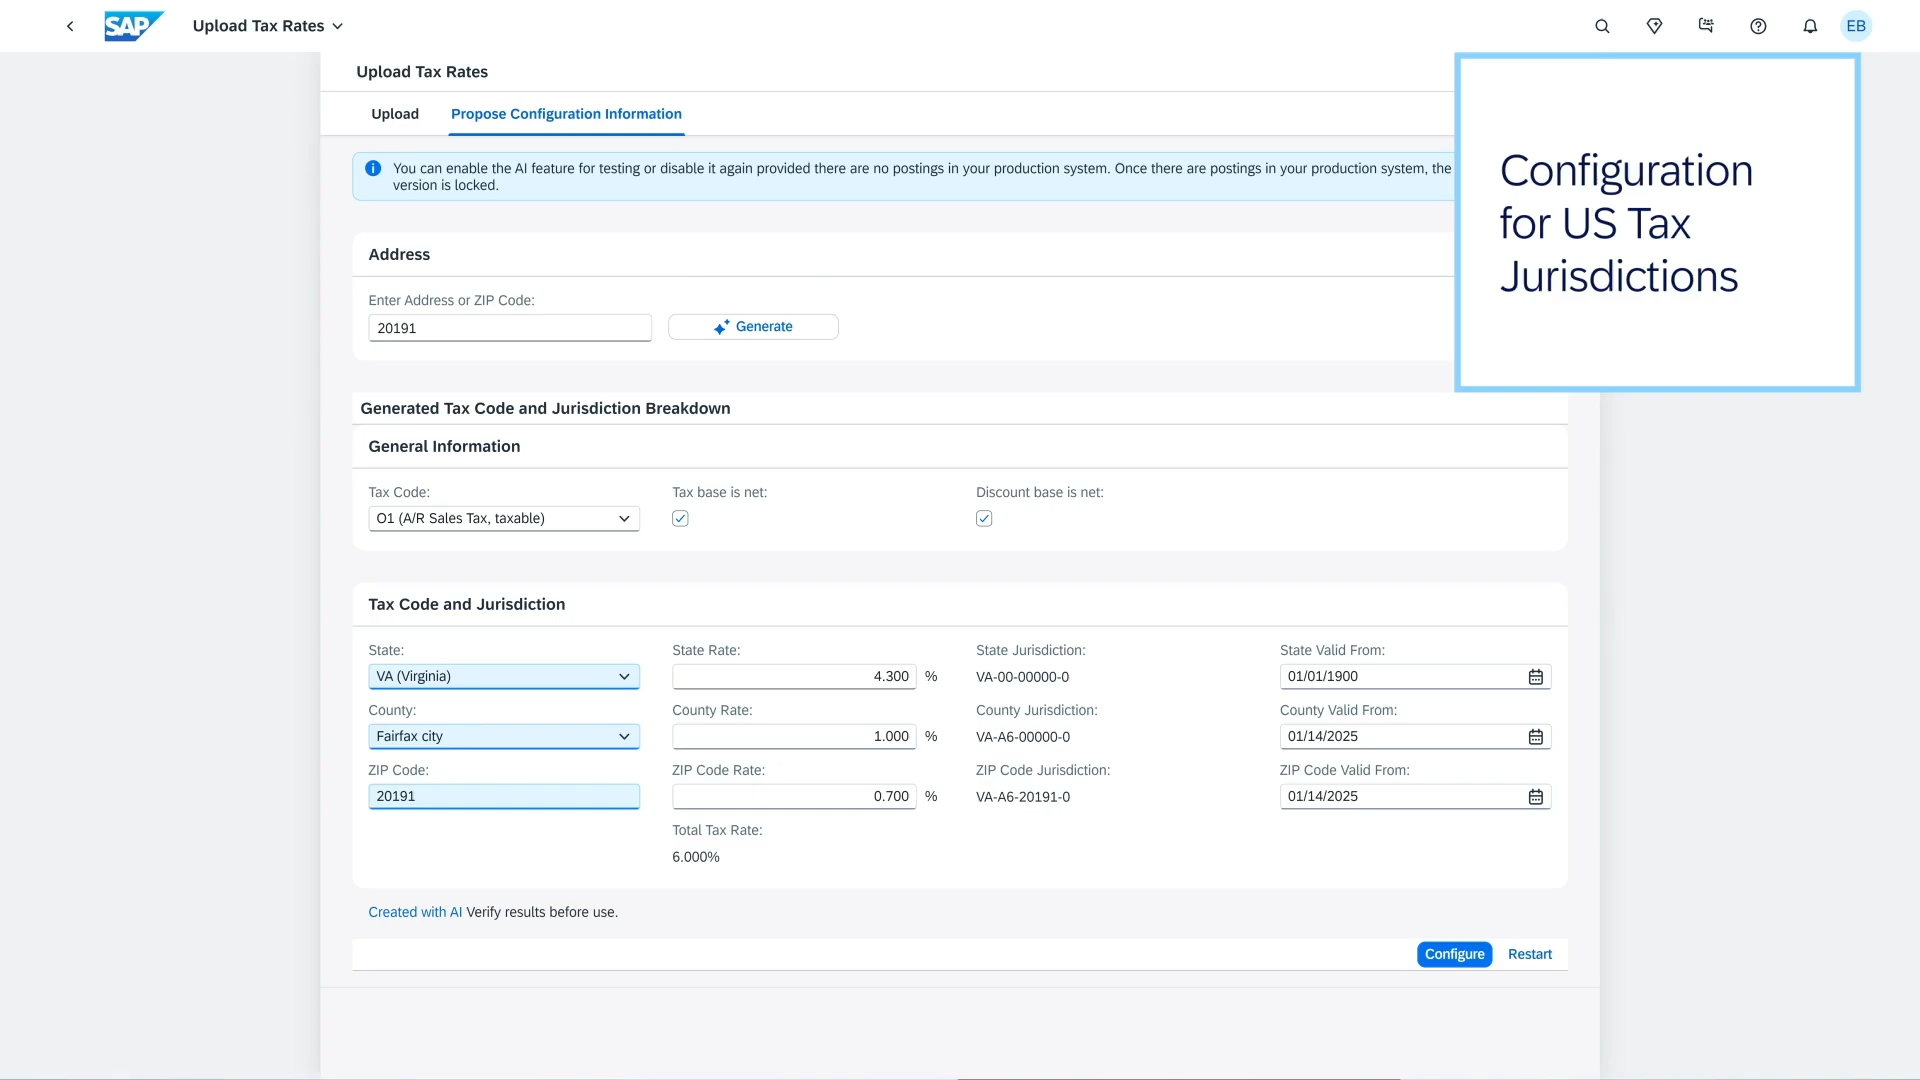 SAP
Upload Tax Rates
EB
Upload Tax Rates
Upload
Propose Configuration Information
You can enable the AI feature for testing or disable it again provided there are no postings in your production system. Once there are postings in your production system, the
version is locked.
Configuration
for US Tax
Jurisdictions
Address
Enter Address or ZIP Code:
20191
Generate
Generated Tax Code and Jurisdiction Breakdown
General Information
Tax Code:
Tax base is net:
Discount base is net:
O1 (A/R Sales Tax, taxable)
Tax Code and Jurisdiction
State:
State Rate:
State Jurisdiction:
State Valid From:
VA (Virginia)
4.300 %
VA-00-00000-0
01/01/1900
County:
County Rate:
County Jurisdiction:
County Valid From:
Fairfax city
1.000 %
VA-A6-00000-0
01/14/2025
ZIP Code:
ZIP Code Rate:
ZIP Code Jurisdiction:
ZIP Code Valid From:
20191
0.700 %
VA-A6-20191-0
01/14/2025
Total Tax Rate:
6.000%
Created with AI Verify results before use.
Configure
Restart